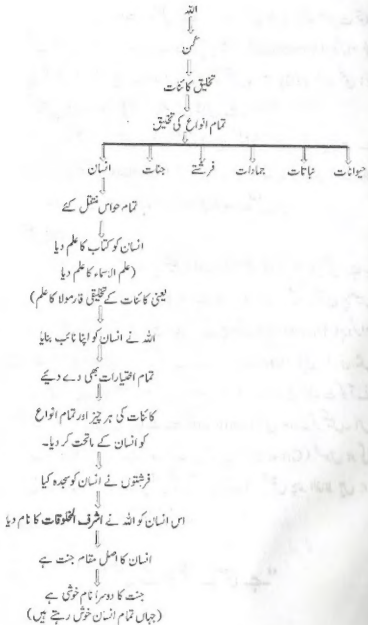 اللہ
کُن
تخلیق کائنات
تمام انواع کی تخلیق
انسان جنات فرشتے جمادات نباتات حیوانات
تمام حواس منتقل کئے
انسان کو کتاب کا علم دیا
(علم الاسماء کا علم دیا
یعنی کائنات کے تخلیقی فارمولا کا علم)
اللہ نے انسان کو اپنا نائب بنایا
تمام اختیارات بھی دے دیئے
کائنات کی ہر چیز اور تمام انواع
کو انسان کے ماتحت کر دیا۔
فرشتوں نے انسان کو سجدہ کیا
اس انسان کو اللہ نے اشرف المخلوقات کا نام دیا
انسان کا اصل مقام جنت ہے
جنت کا دوسرا نام خوشی ہے
(جہاں تمام انسان خوش رہتے ہیں)